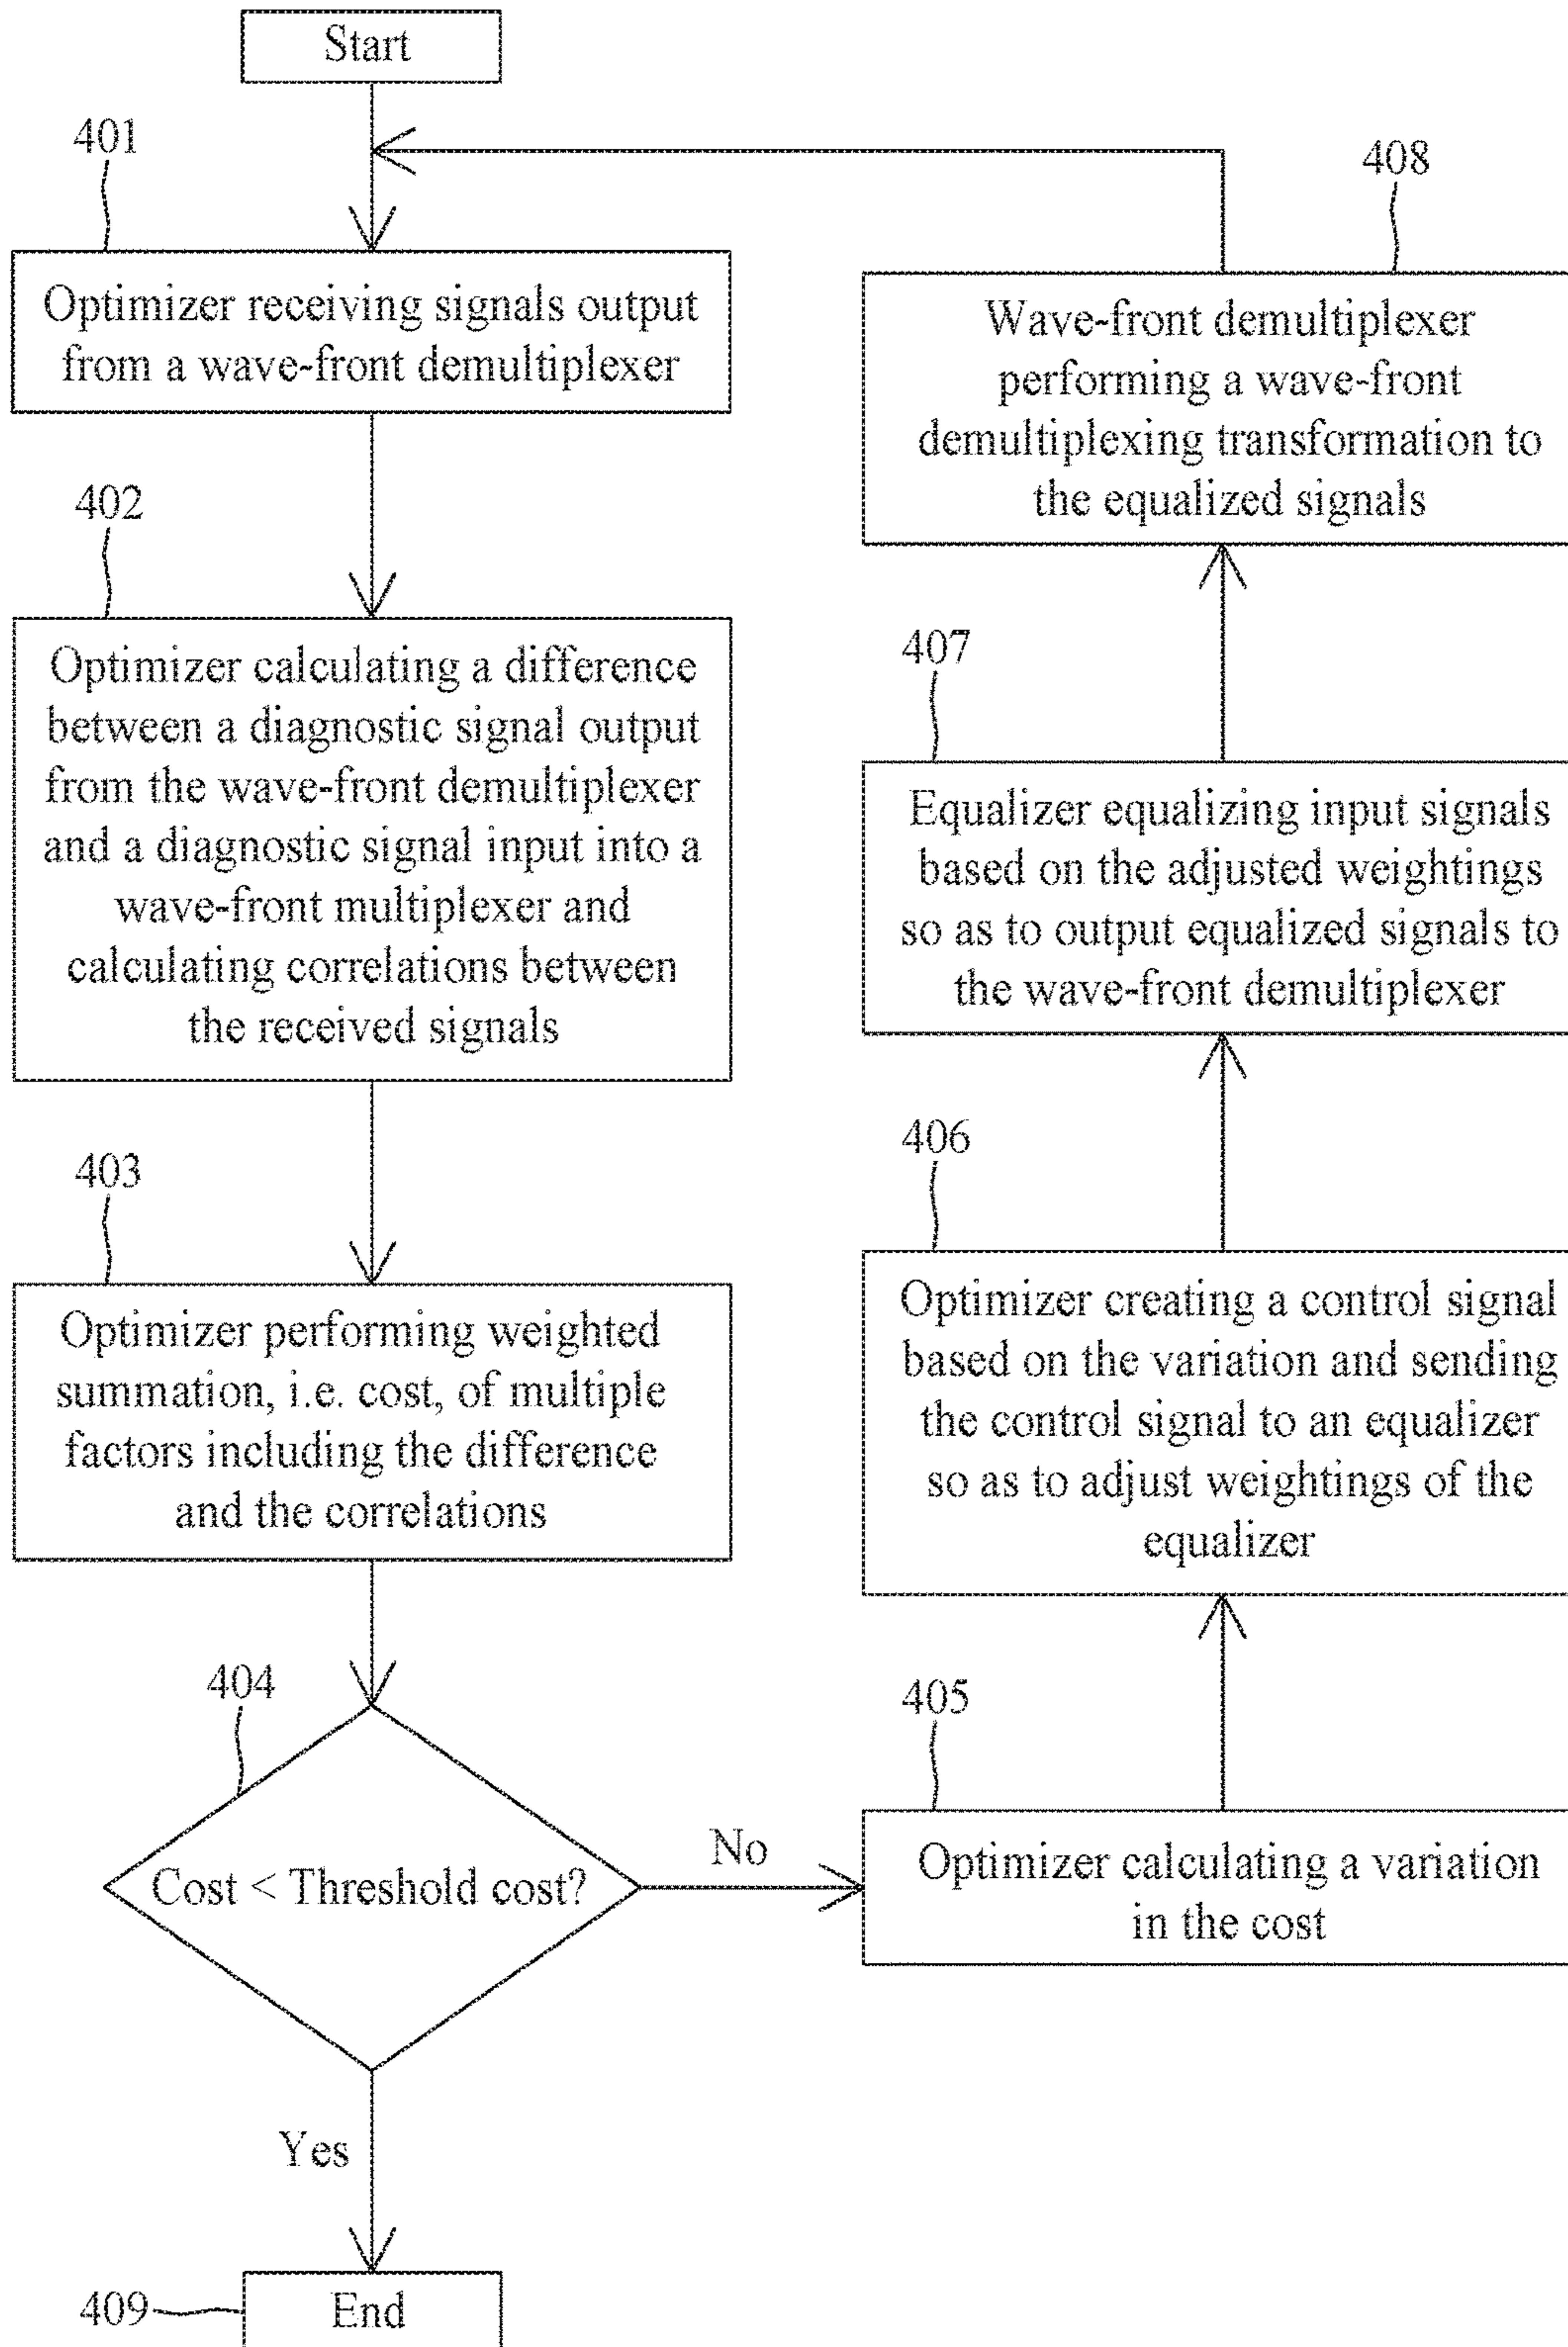 Start
401
Optimizer receiving signals output
from a wave-front demultiplexer
402
Optimizer calculating a difference
between a diagnostic signal output
from the wave-front demultiplexer
and a diagnostic signal input into a
wave-front multiplexer and
calculating correlations between
the received signals
403
Optimizer performing weighted
summation, i.e. cost, of multiple
factors including the difference
and the correlations
404
Cost < Threshold cost?
No
Yes
405
Optimizer calculating a variation
in the cost
406
Optimizer creating a control signal
based on the variation and sending
the control signal to an equalizer
so as to adjust weightings of the
equalizer
407
Equalizer equalizing input signals
based on the adjusted weightings
so as to output equalized signals to
the wave-front demultiplexer
408
Wave-front demultiplexer
performing a wave-front
demultiplexing transformation to
the equalized signals
409
End